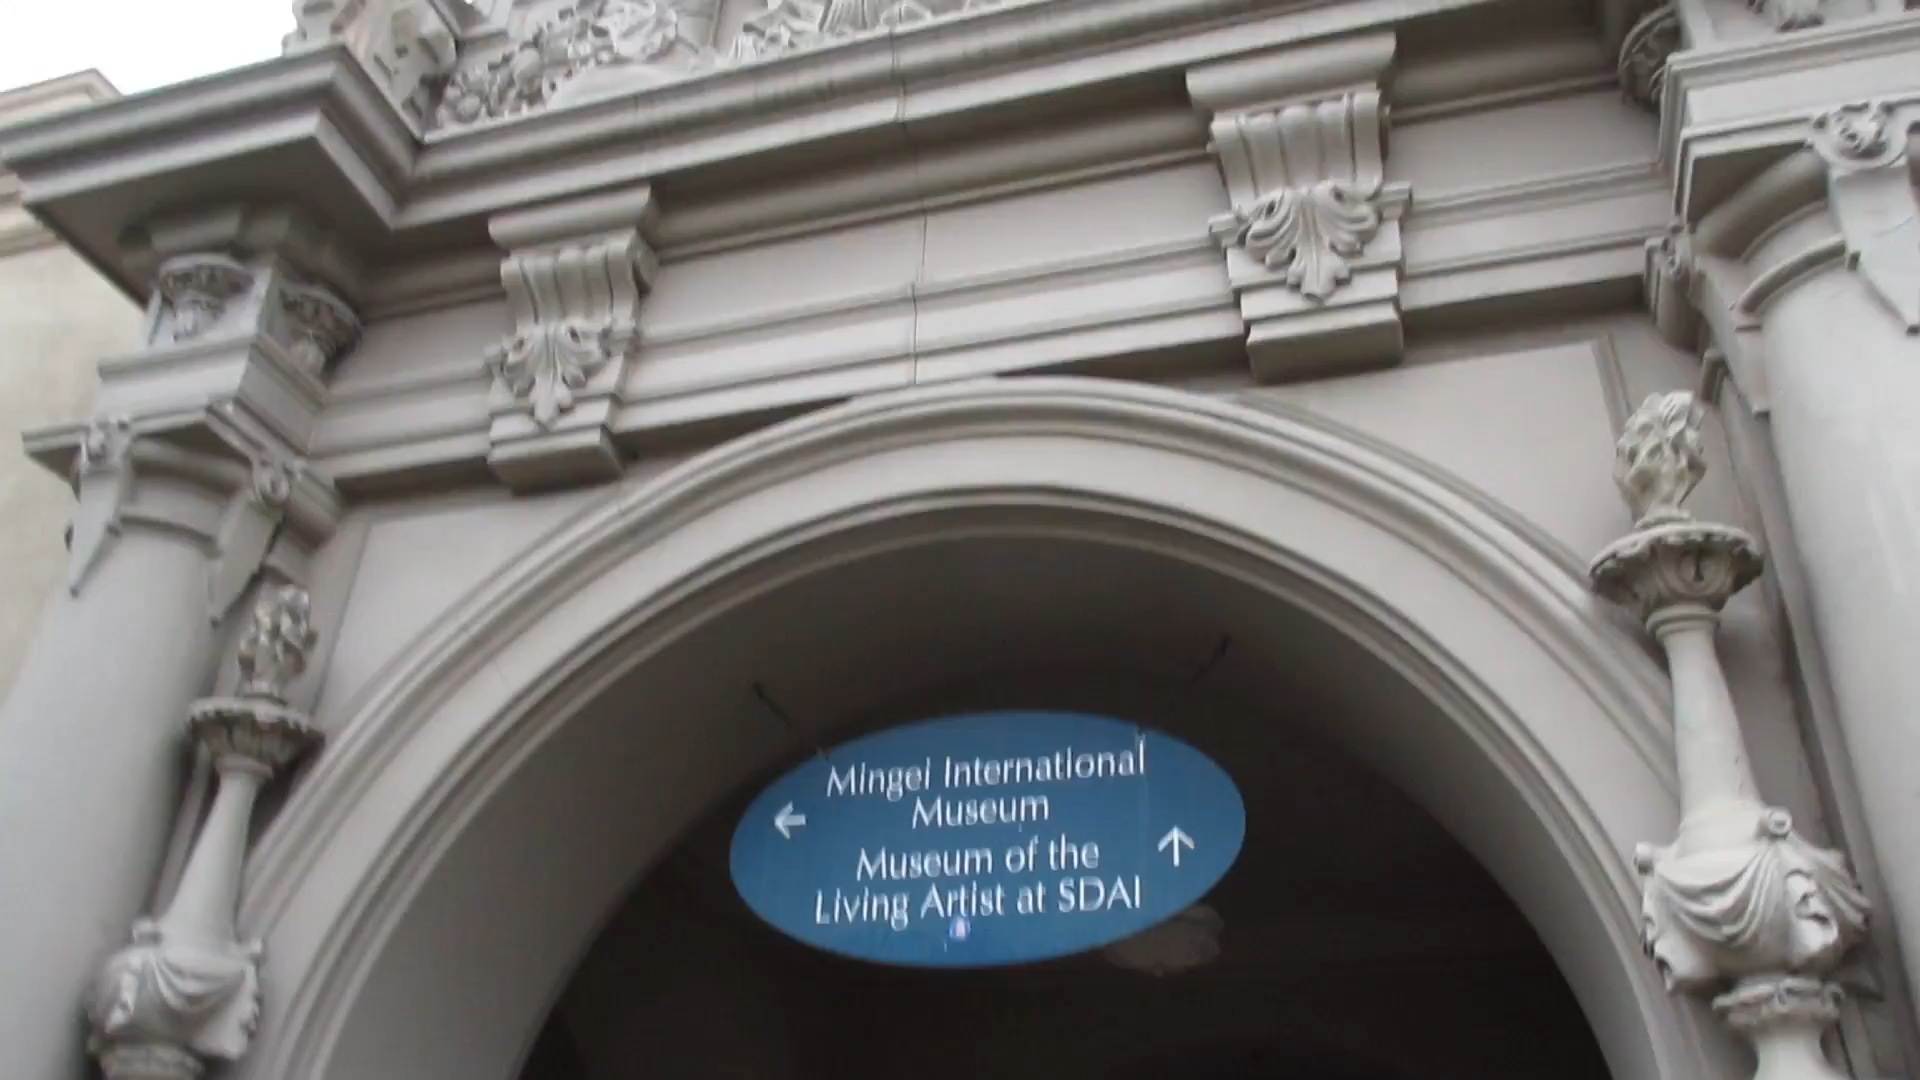 Mingei International
Museum
Museum of the
Living Artist at SDAI